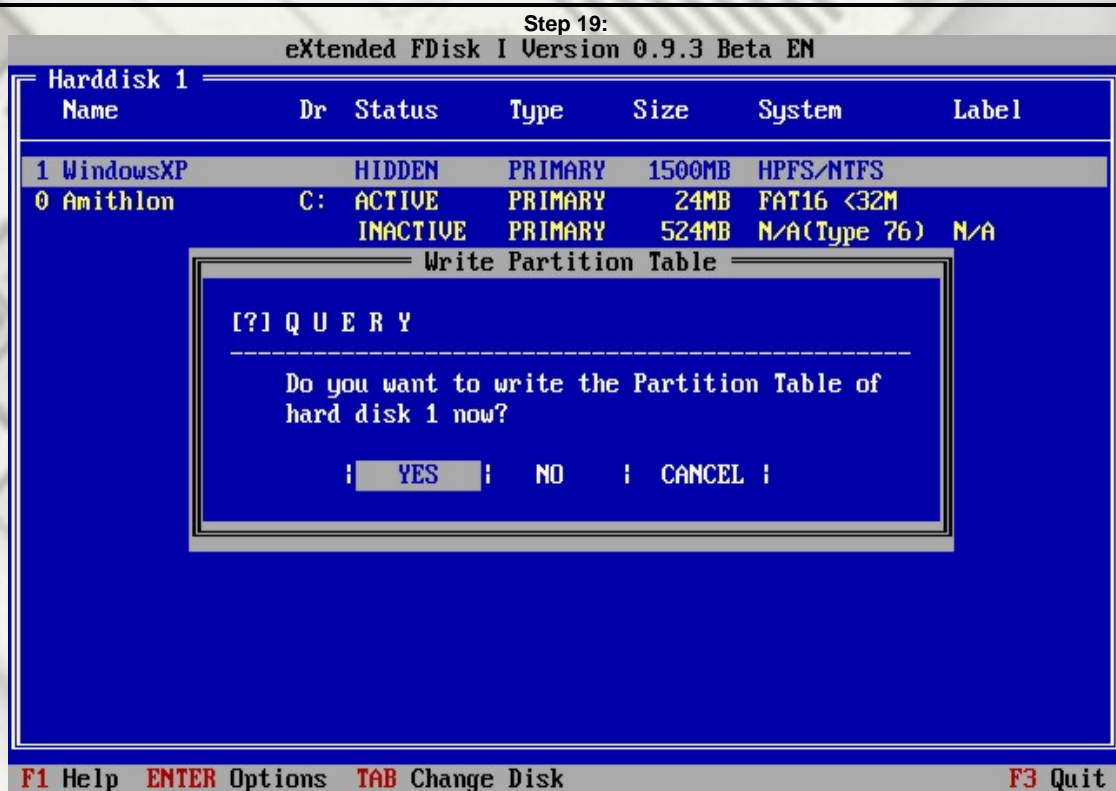 Step 19:
eXtended FDisk I Version 0.9.3 Beta EN
Harddisk 1
Name Dr Status Type Size System Label
1 WindowsXP HIDDEN PRIMARY 1500MB HPFS/NTFS
0 Amithlon C: ACTIVE PRIMARY 24MB FAT16 <32M
INACTIVE PRIMARY 524MB N/A(Type 76) N/A
Write Partition Table
[?] Q U E R Y
Do you want to write the Partition Table of
hard disk 1 now?
¦ YES ¦ NO ¦ CANCEL ¦
F1 Help ENTER Options TAB Change Disk F3 Quit